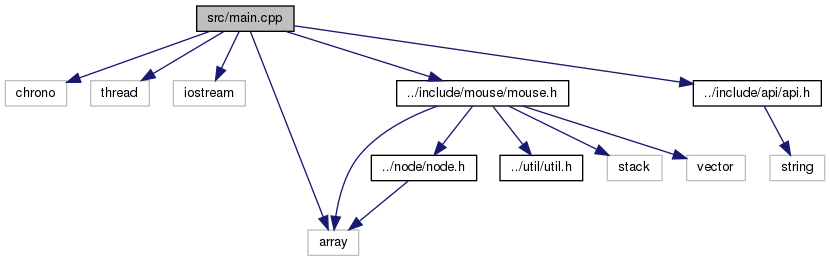 src/main.cpp
chrono
thread
iostream
../include/mouse/mouse.h
../include/api/api.h
../node/node.h
../util/util.h
stack
vector
string
array